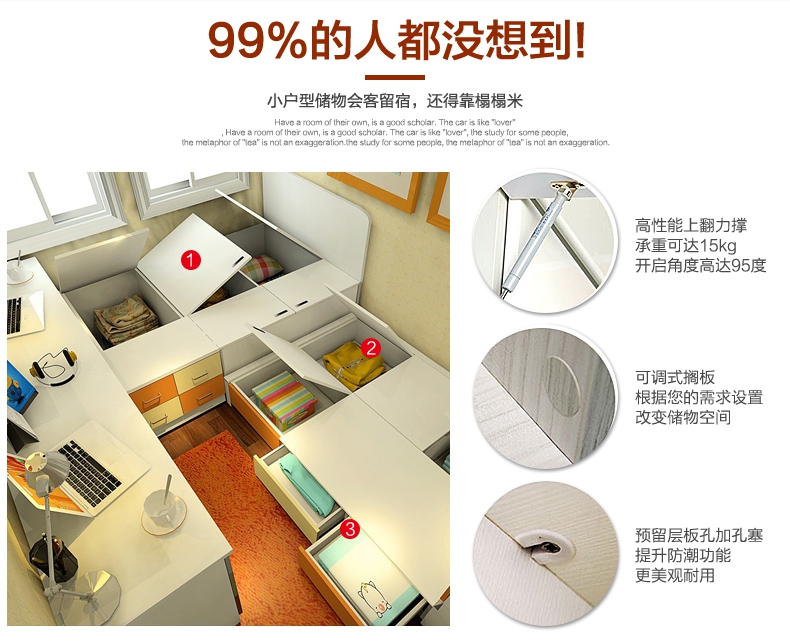 99%的人都没想到!
小户型储物会客留宿，还得靠榻榻米
Have a room of their own, is a good scholar. The car is like "lover"
, Have a room of their own, is a good scholar. The car is like "lover", the study for some people,
the metaphor of "tea" is not an exaggeration.the study for some people, the metaphor of "tea" is not an exaggeration.
1
2
3
高性能上翻力撑
承重可达15kg
开启角度高达95度
可调式搁板
根据您的需求设置
改变储物空间
预留层板孔加孔塞
提升防潮功能
更美观耐用